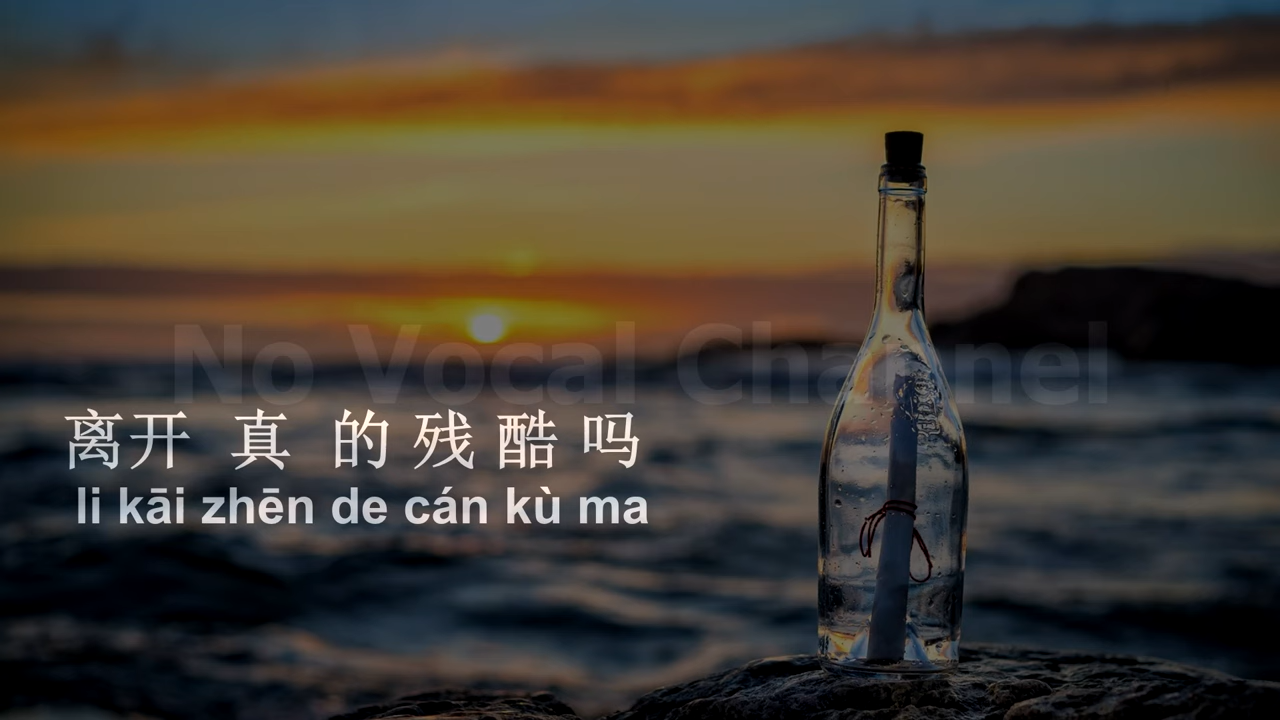 No Vocal Channel
离开 真 的 残 酷 吗
li kāi zhēn de cán kù ma